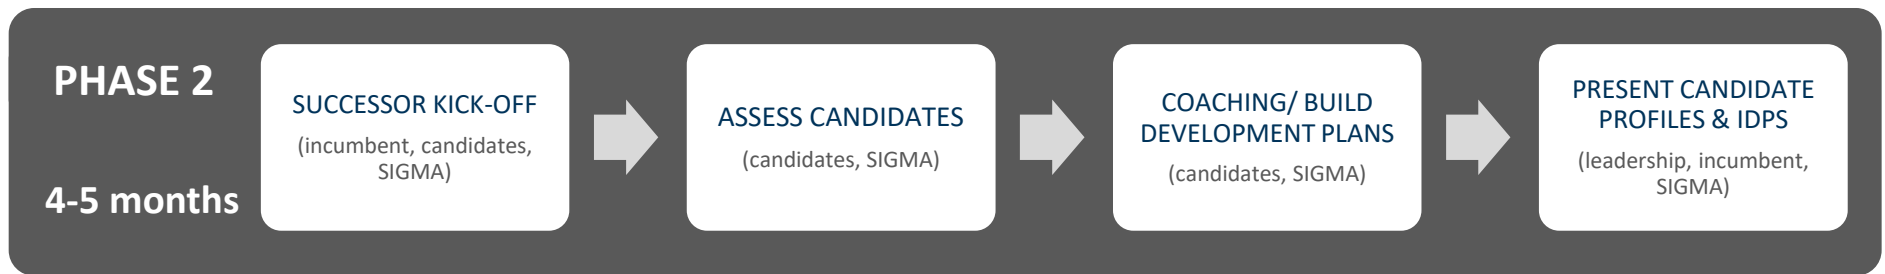 PHASE 2
4-5 months
SUCCESSOR KICK-OFF
(incumbent, candidates,
SIGMA)
ASSESS CANDIDATES
(candidates, SIGMA)
COACHING/ BUILD
DEVELOPMENT PLANS
(candidates, SIGMA)
PRESENT CANDIDATE
PROFILES & IDPS
(leadership, incumbent,
SIGMA)